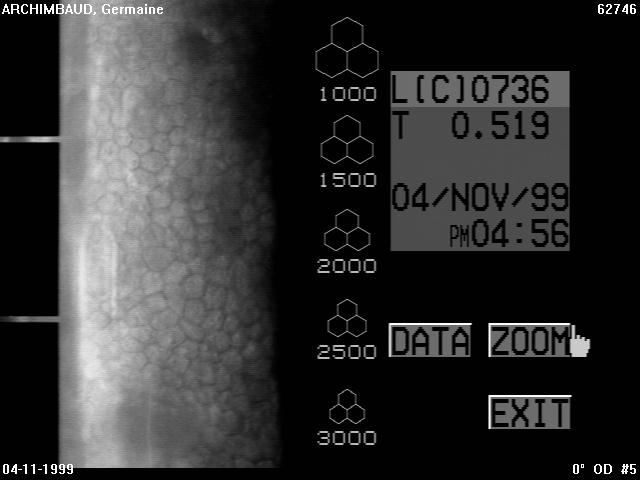 ARCHIMBAUD, Germaine
62746
1000
1500
2000
2500
3000
L[C]0736
T 0.519
04/NOV/99
PM04:56
DATA
ZOOM
EXIT
04-11-1999
0° OD #5